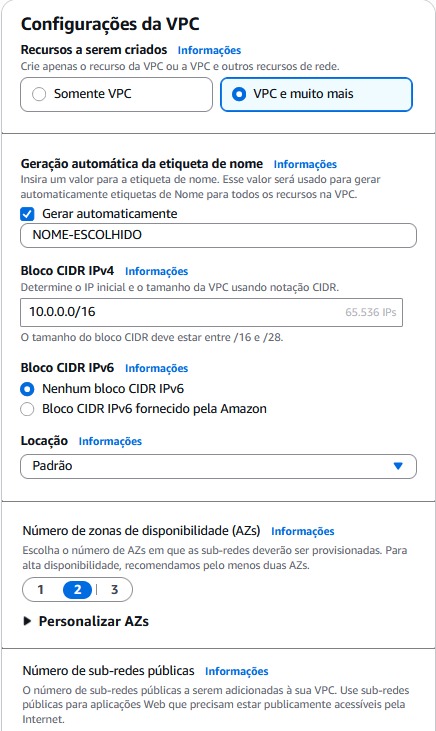 Configurações da VPC
Recursos a serem criados Informações
Crie apenas o recurso da VPC ou a VPC e outros recursos de rede.
Somente VPC VPC e muito mais
Geração automática da etiqueta de nome Informações
Insira um valor para a etiqueta de nome. Esse valor será usado para gerar
automaticamente etiquetas de Nome para todos os recursos na VPC.
Gerar automaticamente
NOME-ESCOLHIDO
Bloco CIDR IPv4 Informações
Determine o IP inicial e o tamanho da VPC usando notação CIDR.
10.0.0.0/16 65.536 IPs
O tamanho do bloco CIDR deve estar entre /16 e /28.
Bloco CIDR IPv6 Informações
Nenhum bloco CIDR IPv6
Bloco CIDR IPv6 fornecido pela Amazon
Locação Informações
Padrão
Número de zonas de disponibilidade (AZs) Informações
Escolha o número de AZs em que as sub-redes deverão ser provisionadas. Para
alta disponibilidade, recomendamos pelo menos duas AZs.
1 2 3
Personalizar AZs
Número de sub-redes públicas Informações
O número de sub-redes públicas a serem adicionadas à sua VPC. Use sub-redes
públicas para aplicações Web que precisam estar publicamente acessíveis pela
Internet.